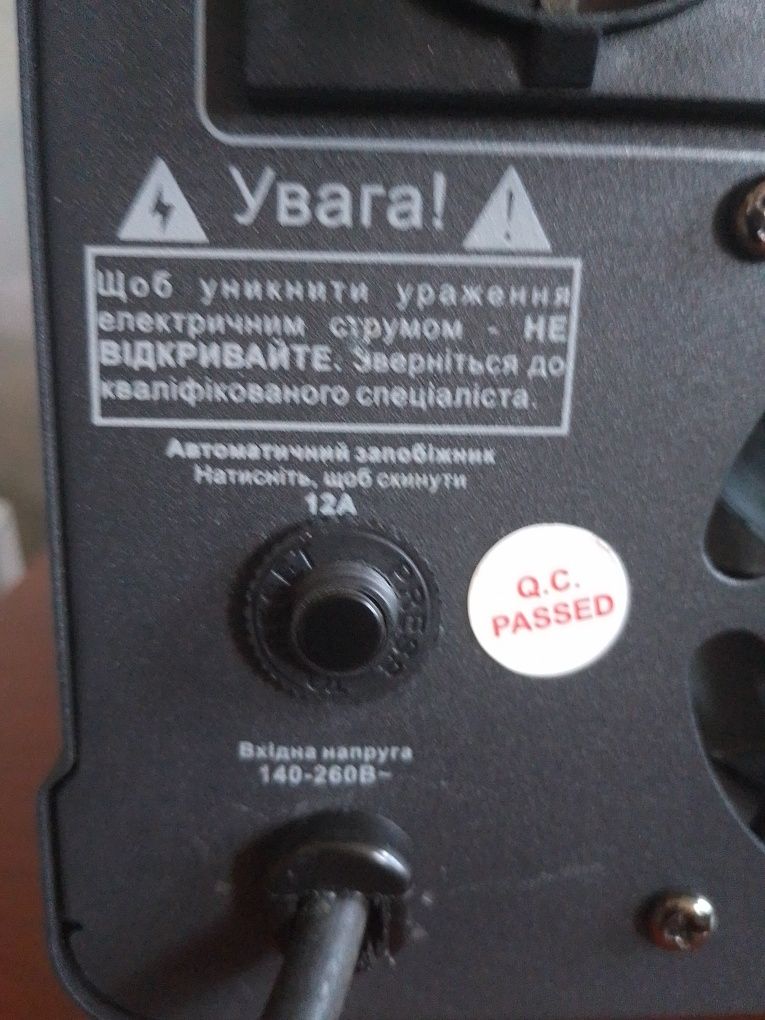 Увага!
Щоб уникнути ураження
електричним струмом - НЕ
ВІДКРИВАЙТЕ. Зверніться до
кваліфікованого спеціаліста.
Автоматичний запобіжник
Натисніть, щоб скинути
12А
Q.C.
PASSED
Вхідна напруга
140-260В~